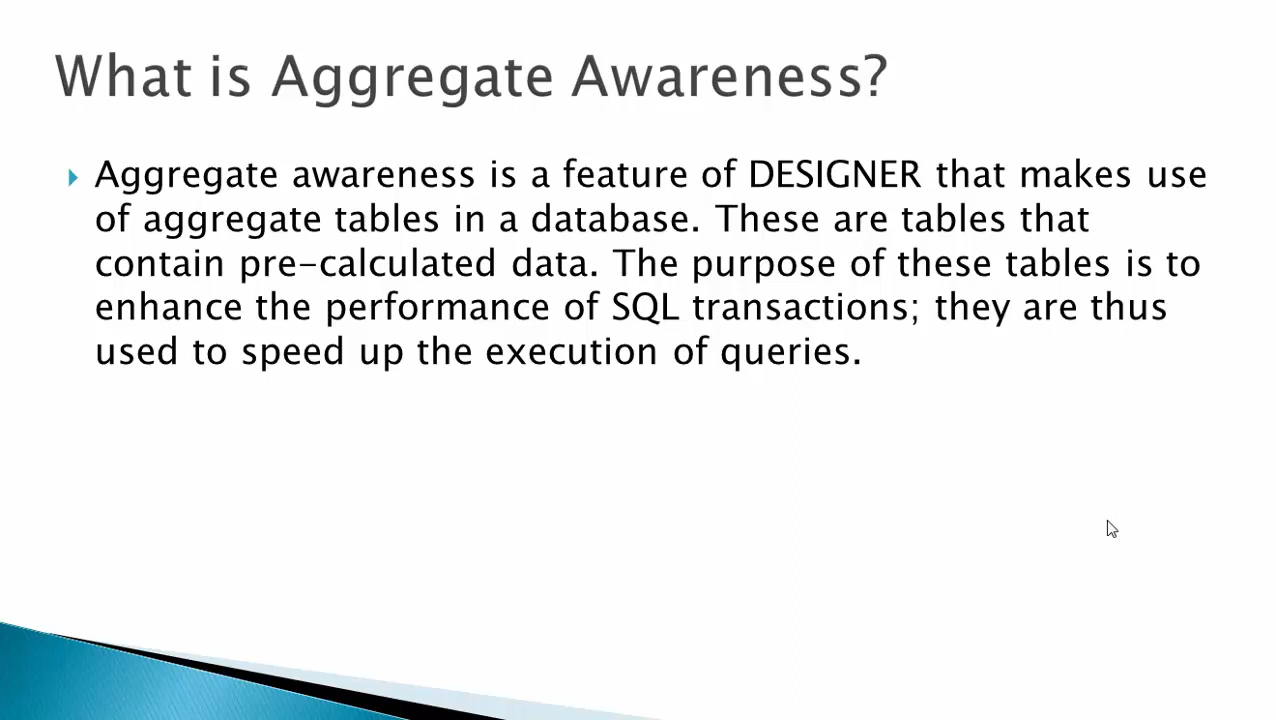 What is Aggregate Awareness?
Aggregate awareness is a feature of DESIGNER that makes use
of aggregate tables in a database. These are tables that
contain pre-calculated data. The purpose of these tables is to
enhance the performance of SQL transactions; they are thus
used to speed up the execution of queries.